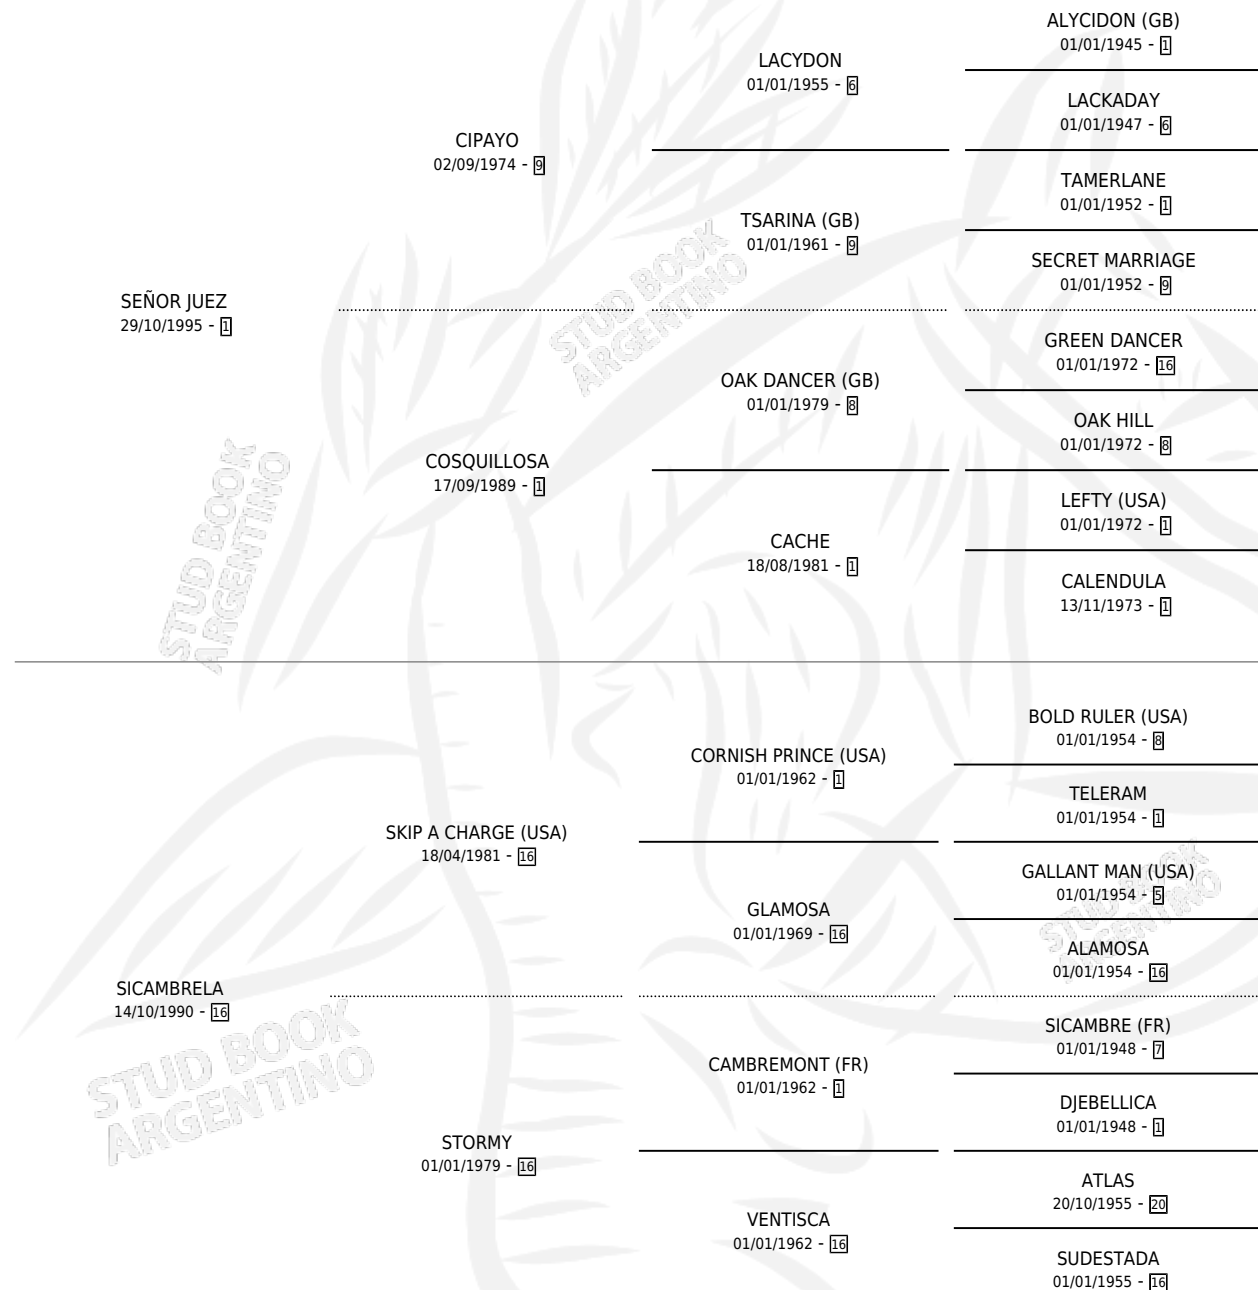 ALYCIDON (GB)
01/01/1945 - 1
LACYDON
01/01/1955 - 6
LACKADAY
01/01/1947 - 6
CIPAYO
02/09/1974 - 9
TAMERLANE
01/01/1952 - 1
TSARINA (GB)
01/01/1961 - 9
SECRET MARRIAGE
01/01/1952 - 9
SEÑOR JUEZ
29/10/1995 - 1
GREEN DANCER
01/01/1972 - 16
OAK DANCER (GB)
01/01/1979 - 8
OAK HILL
01/01/1972 - 8
COSQUILLOSA
17/09/1989 - 1
LEFTY (USA)
01/01/1972 - 1
CACHE
18/08/1981 - 1
CALENDULA
13/11/1973 - 1
BOLD RULER (USA)
01/01/1954 - 8
CORNISH PRINCE (USA)
01/01/1962 - 1
TELERAM
01/01/1954 - 1
SKIP A CHARGE (USA)
18/04/1981 - 16
GALLANT MAN (USA)
01/01/1954 - 5
GLAMOSA
01/01/1969 - 16
ALAMOSA
01/01/1954 - 16
SICAMBRELA
14/10/1990 - 16
SICAMBRE (FR)
01/01/1948 - 7
CAMBREMONT (FR)
01/01/1962 - 1
DJEBELLICA
01/01/1948 - 1
STORMY
01/01/1979 - 16
ATLAS
20/10/1955 - 20
VENTISCA
01/01/1962 - 16
SUDESTADA
01/01/1955 - 16
STUD BOOK
ARGENTINO
STUD BOOK
ARGENTINO
STUD BOOK
ARGENTINO
STUD BOOK
ARGENTINO